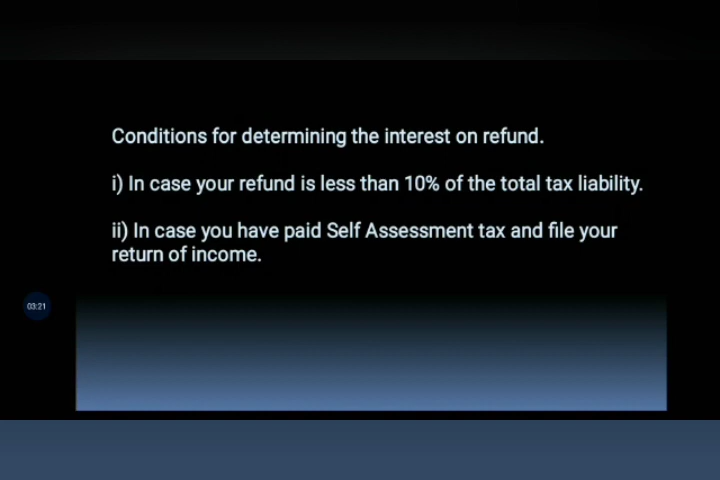 Conditions for determining the interest on refund.
i) In case your refund is less than 10% of the total tax liability.
ii) In case you have paid Self Assessment tax and file your
return of income.
03:21